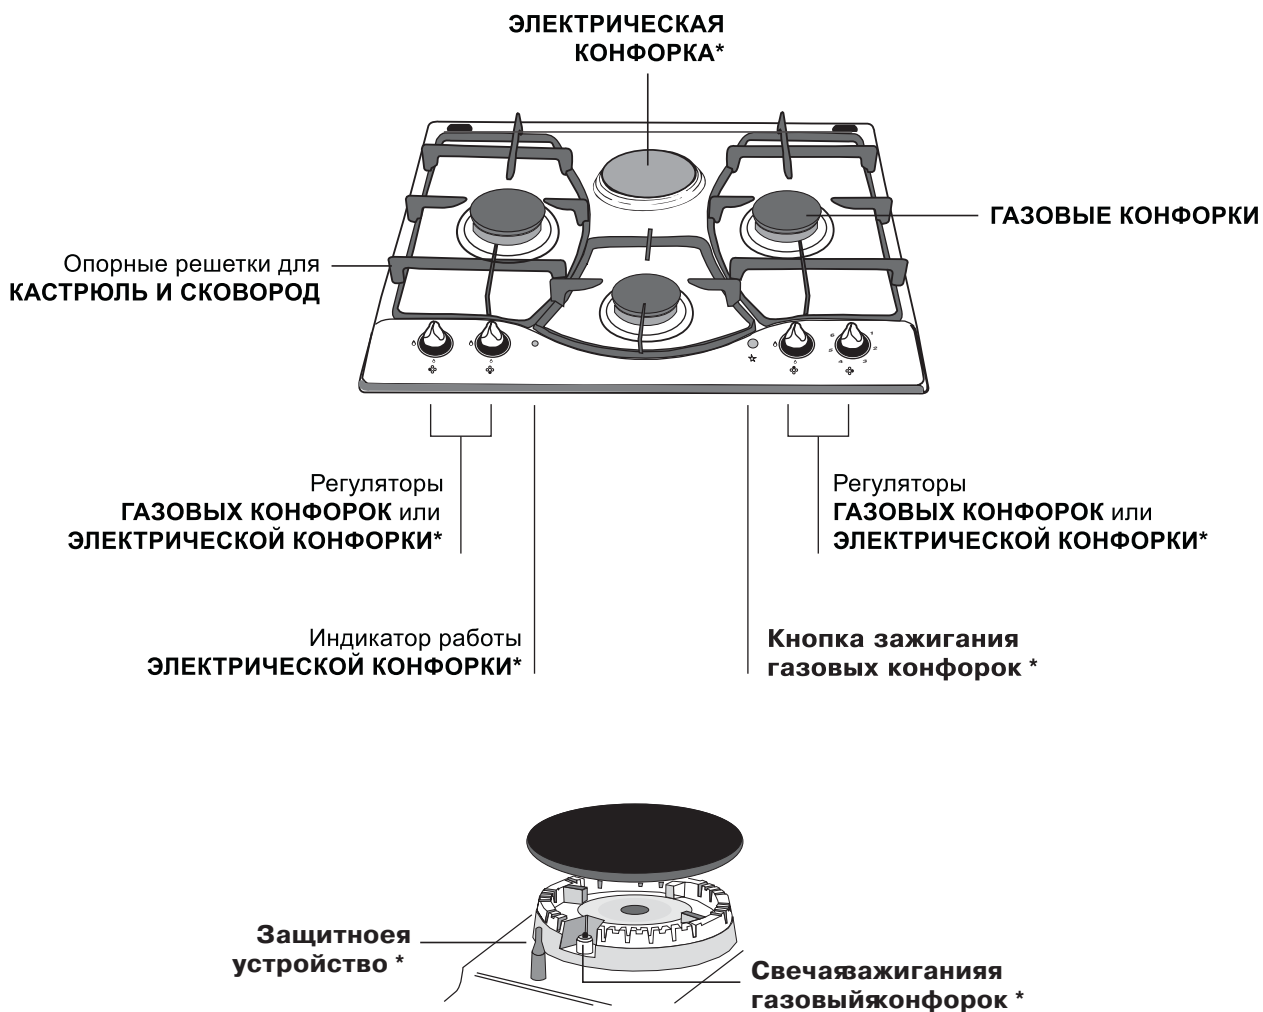 ЭЛЕКТРИЧЕСКАЯ
КОНФОРКА*
ГАЗОВЫЕ КОНФОРКИ
Опорные решетки для
КАСТРЮЛЬ И СКОВОРОД
Регуляторы
ГАЗОВЫХ КОНФОРОК или
ЭЛЕКТРИЧЕСКОЙ КОНФОРКИ*
Регуляторы
ГАЗОВЫХ КОНФОРОК или
ЭЛЕКТРИЧЕСКОЙ КОНФОРКИ*
Индикатор работы
ЭЛЕКТРИЧЕСКОЙ КОНФОРКИ*
Кнопка зажигания
газовых конфорок *
Защитноея
устройство *
Свечаязажиганияя
газовыйяконфорок *